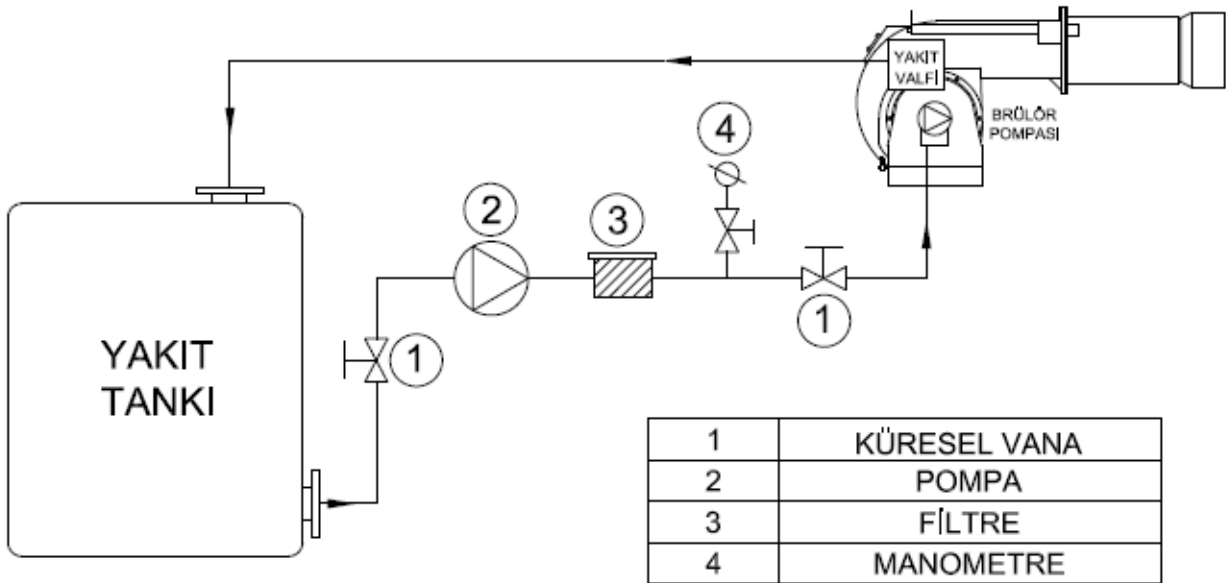 YAKIT
VALFİ
BRÜLÖR
POMPASI
4
2
3
1
1
YAKIT
TANKI
1 KÜRESEL VANA
2 POMPA
3 FİLTRE
4 MANOMETRE